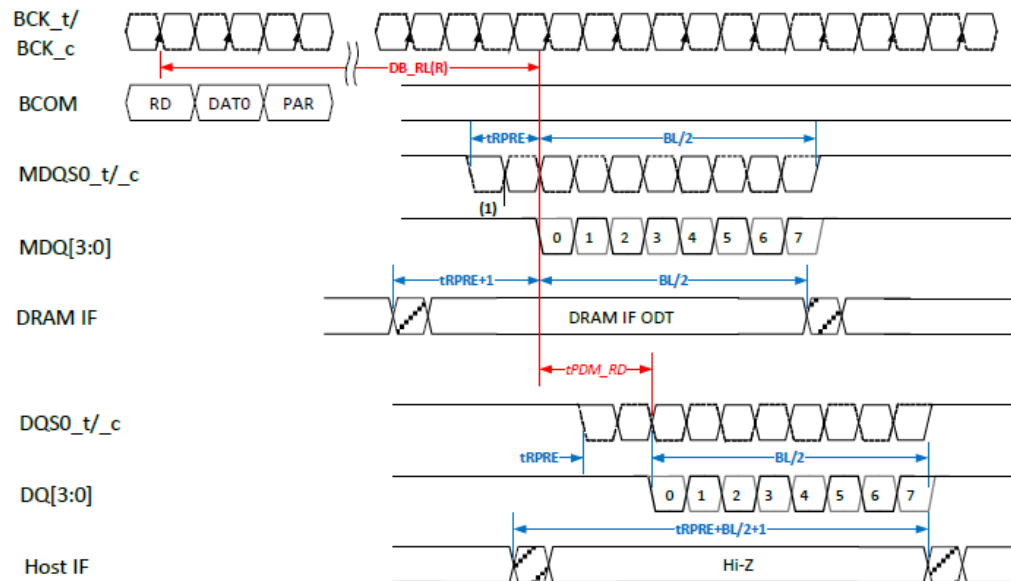 BCK_t/
BCK_c
DB_RL(R)
BCOM
RD DAT0 PAR
tRPRE BL/2
MDQS0_t/_c
(1)
MDQ[3:0]
0 1 2 3 4 5 6 7
tRPRE+1 BL/2
DRAM IF
DRAM IF ODT
tPDM_RD
DQS0_t/_c
tRPRE BL/2
DQ[3:0]
0 1 2 3 4 5 6 7
tRPRE+BL/2+1
Host IF
Hi-Z